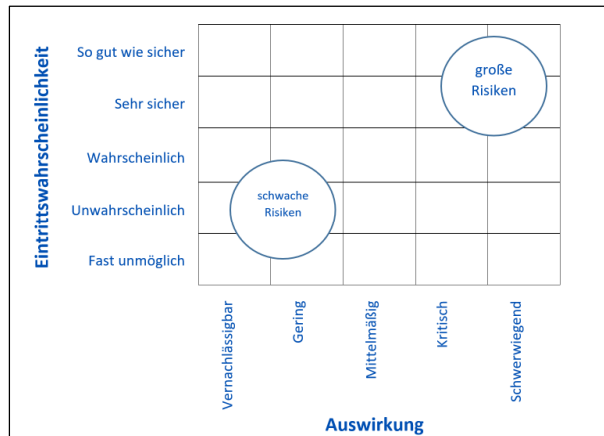 Eintrittswahrscheinlichkeit
So gut wie sicher
Sehr sicher
Wahrscheinlich
Unwahrscheinlich
Fast unmöglich
große
Risiken
schwache
Risiken
Vernachlässigbar
Gering
Mittelmäßig
Kritisch
Schwerwiegend
Auswirkung